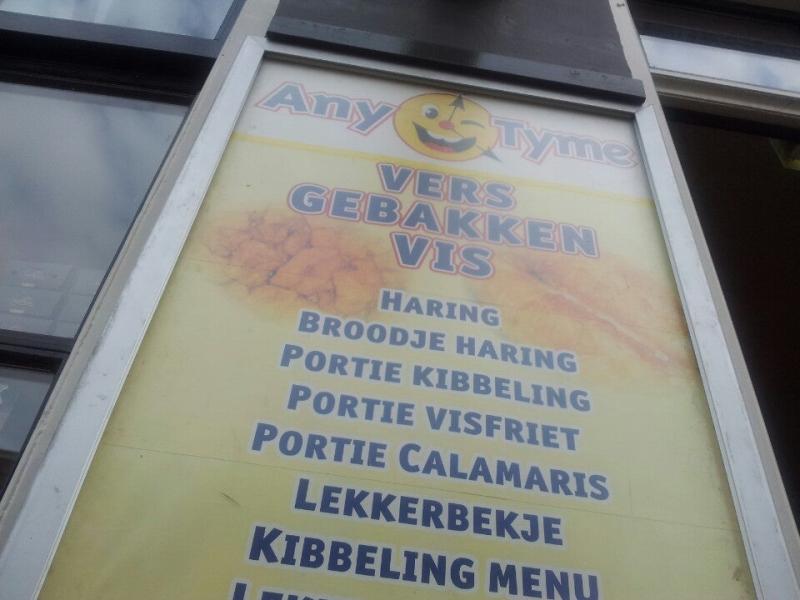 Any Tyme
VERS
GEBAKKEN
VIS
HARING
BROODJE HARING
PORTIE KIBBELING
PORTIE VISFRIET
PORTIE CALAMARIS
LEKKERBEKJE
KIBBELING MENU